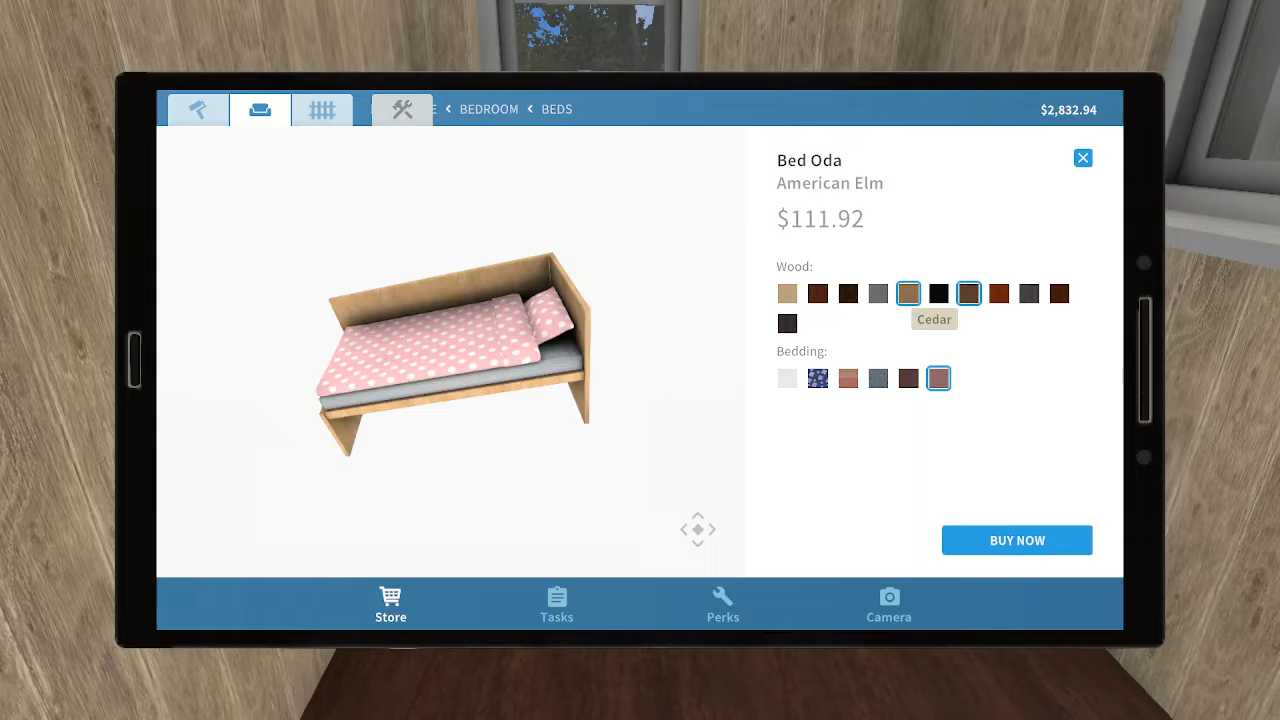 E < BEDROOM < BEDS
$2,832.94
Bed Oda
American Elm
$111.92
Wood:
Cedar
Bedding:
BUY NOW
Store
Tasks
Perks
Camera